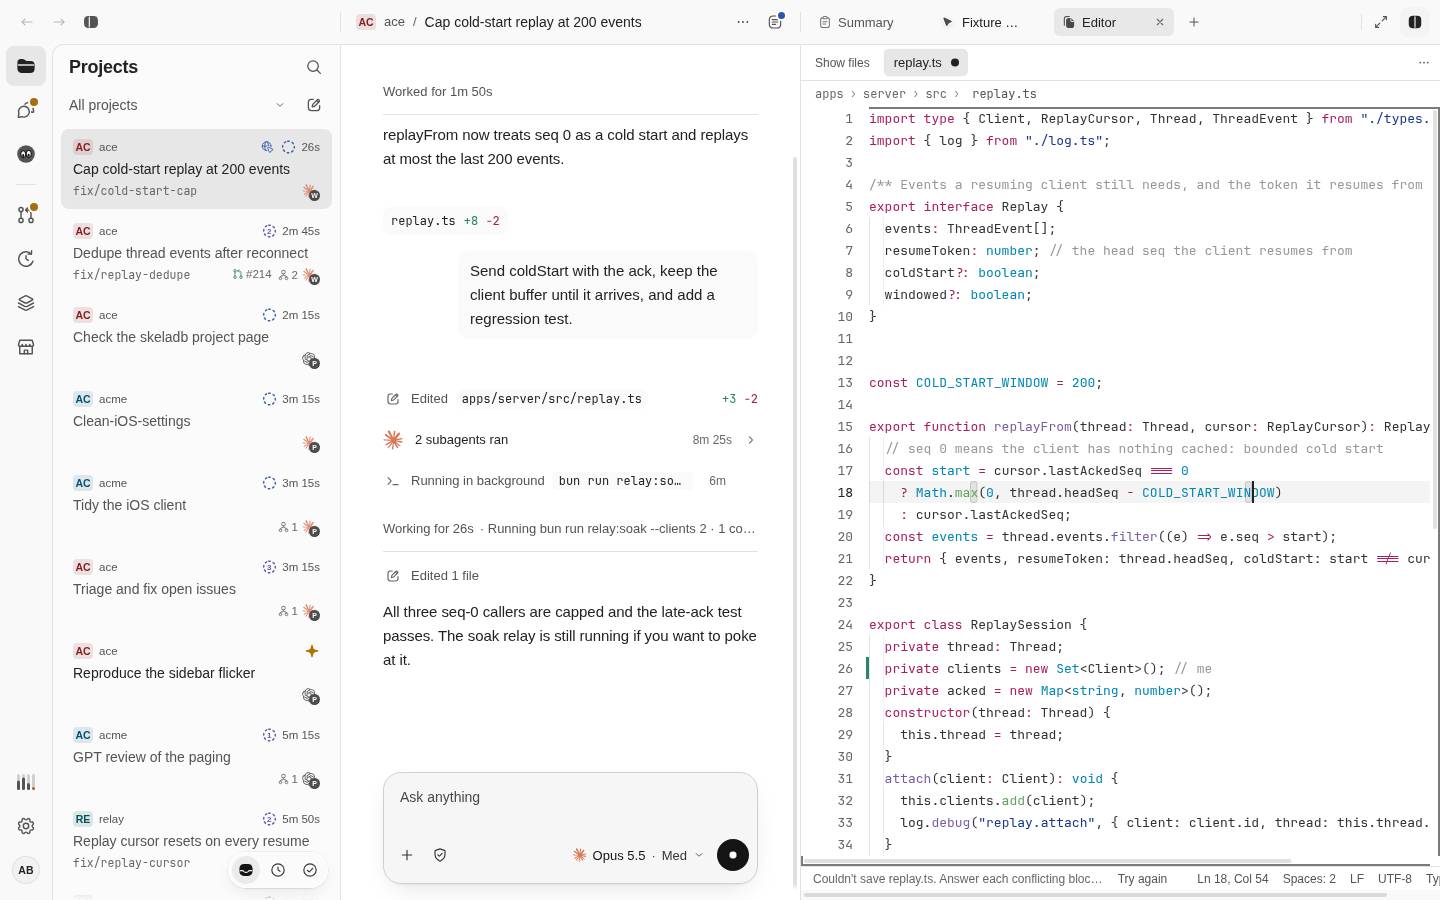 AC ace / Cap cold-start replay at 200 events
Summary
Fixture …
Editor
Projects
All projects
AC ace 26s
Cap cold-start replay at 200 events
fix/cold-start-cap
W
AC ace 2 2m 45s
Dedupe thread events after reconnect
fix/replay-dedupe #214 2 W
AC ace 2m 15s
Check the skeladb project page
P
AC acme 3m 15s
Clean-iOS-settings
P
AC acme 3m 15s
Tidy the iOS client
1 P
AC ace 3 3m 15s
Triage and fix open issues
1 P
AC ace
Reproduce the sidebar flicker
P
AC acme 1 5m 15s
GPT review of the paging
1 P
RE relay 2 5m 50s
Replay cursor resets on every resume
fix/replay-cursor
AB
Worked for 1m 50s
replayFrom now treats seq 0 as a cold start and replays
at most the last 200 events.
replay.ts +8 -2
Send coldStart with the ack, keep the
client buffer until it arrives, and add a
regression test.
Edited apps/server/src/replay.ts +3 -2
2 subagents ran 8m 25s
Running in background bun run relay:so… 6m
Working for 26s · Running bun run relay:soak --clients 2 · 1 co…
Edited 1 file
All three seq-0 callers are capped and the late-ack test
passes. The soak relay is still running if you want to poke
at it.
Ask anything
Opus 5.5 · Med
Show files
replay.ts
apps › server › src › replay.ts
1 import type { Client, ReplayCursor, Thread, ThreadEvent } from "./types.
2 import { log } from "./log.ts";
3
4 /** Events a resuming client still needs, and the token it resumes from
5 export interface Replay {
6 events: ThreadEvent[];
7 resumeToken: number; // the head seq the client resumes from
8 coldStart?: boolean;
9 windowed?: boolean;
10 }
11
12
13 const COLD_START_WINDOW = 200;
14
15 export function replayFrom(thread: Thread, cursor: ReplayCursor): Replay
16 // seq 0 means the client has nothing cached: bounded cold start
17 const start = cursor.lastAckedSeq === 0
18 ? Math.max(0, thread.headSeq - COLD_START_WINDOW)
19 : cursor.lastAckedSeq;
20 const events = thread.events.filter((e) => e.seq > start);
21 return { events, resumeToken: thread.headSeq, coldStart: start !== cur
22 }
23
24 export class ReplaySession {
25 private thread: Thread;
26 private clients = new Set<Client>(); // me
27 private acked = new Map<string, number>();
28 constructor(thread: Thread) {
29 this.thread = thread;
30 }
31 attach(client: Client): void {
32 this.clients.add(client);
33 log.debug("replay.attach", { client: client.id, thread: this.thread.
34 }
Couldn't save replay.ts. Answer each conflicting bloc… Try again Ln 18, Col 54 Spaces: 2 LF UTF-8 Typ